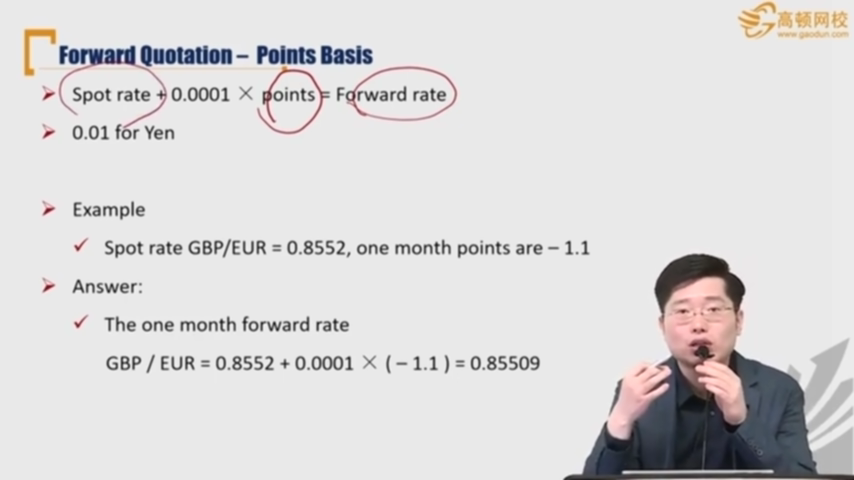 高顿网校
www.gaodun.com
Forward Quotation – Points Basis
Spot rate + 0.0001 × points = Forward rate
0.01 for Yen
Example
Spot rate GBP/EUR = 0.8552, one month points are – 1.1
Answer:
The one month forward rate
GBP / EUR = 0.8552 + 0.0001 × ( – 1.1 ) = 0.85509